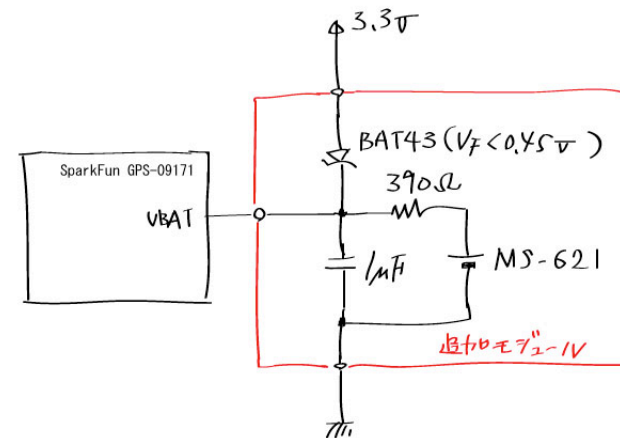 3.3v
BAT43(VF<0.45v)
SparkFun GPS-09171
390Ω
VBAT
1μF
MS-621
追加モジュール